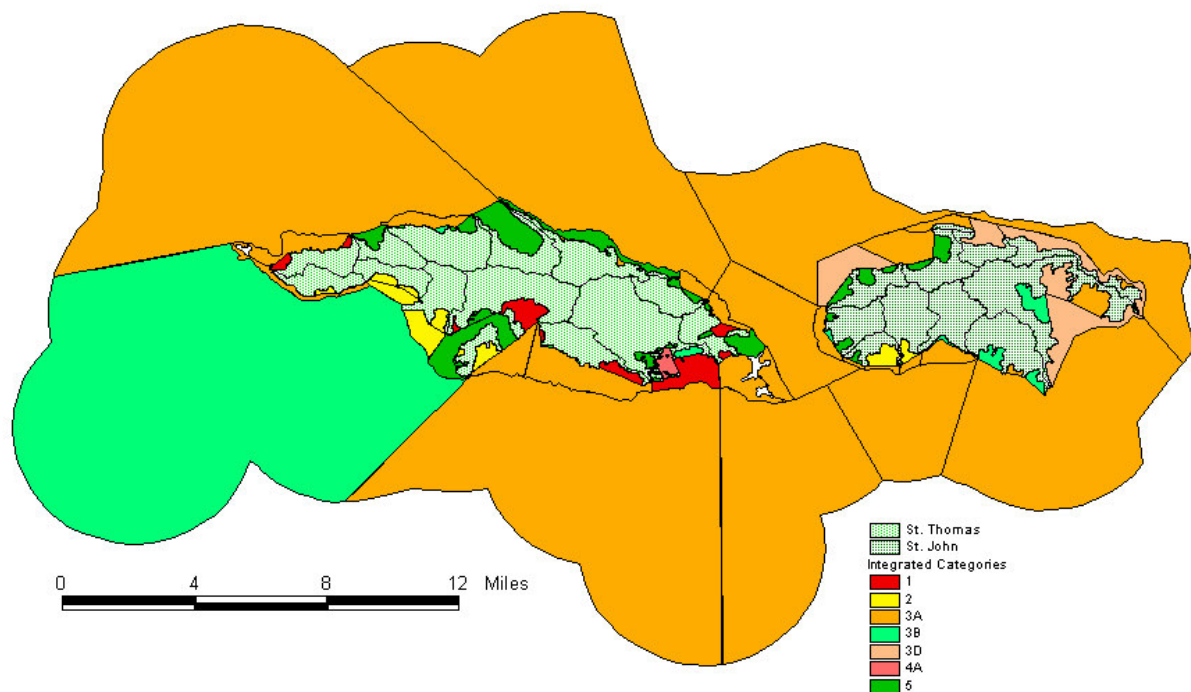 0 4 8 12 Miles
St. Thomas
St. John
Integrated Categories
1
2
3A
3B
3D
4A
5